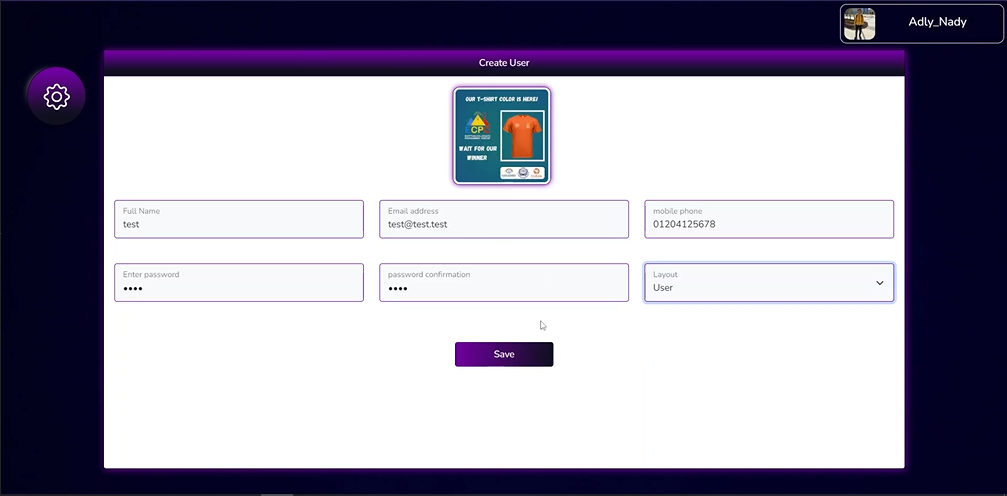 Adly_Nady
Create User
OUR T-SHIRT COLOR IS HERE!
CP
WAIT FOR OUR
WINNER
Full Name
test
Email address
test@test.test
mobile phone
01204125678
Enter password
••••
password confirmation
••••
Layout
User
Save